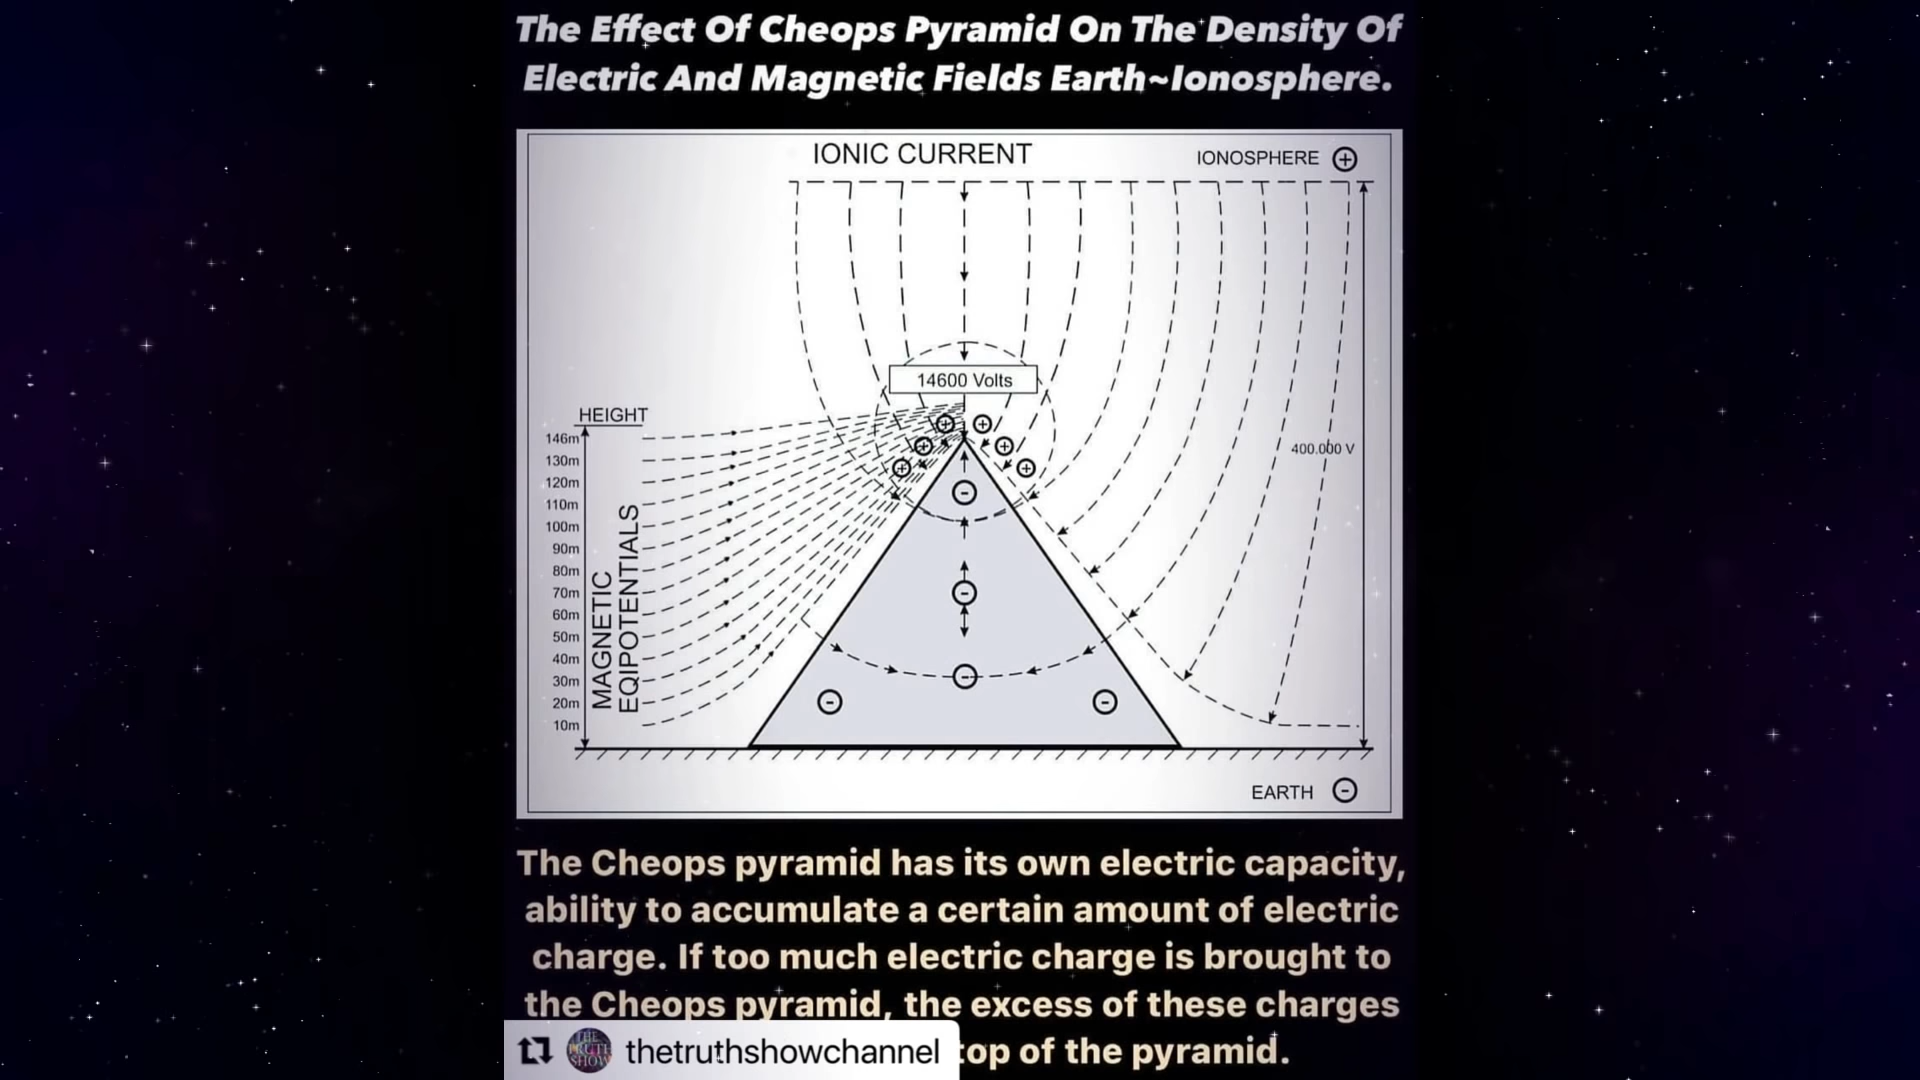 The Effect Of Cheops Pyramid On The Density Of
Electric And Magnetic Fields Earth~Ionosphere.
IONIC CURRENT
IONOSPHERE +
14600 Volts
HEIGHT
146m
130m
120m
110m
100m
90m
80m
70m
60m
50m
40m
30m
20m
10m
MAGNETIC
EQIPOTENTIALS
400.000 V
EARTH -
The Cheops pyramid has its own electric capacity,
ability to accumulate a certain amount of electric
charge. If too much electric charge is brought to
the Cheops pyramid, the excess of these charges
top of the pyramid.
THE TRUTH SHOW
thetruthshowchannel